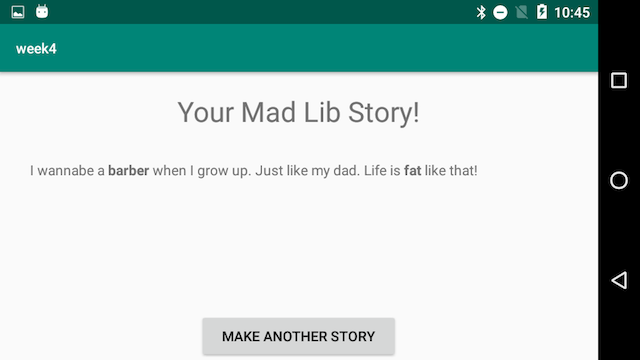 10:45
week4
Your Mad Lib Story!
I wannabe a barber when I grow up. Just like my dad. Life is fat like that!
MAKE ANOTHER STORY